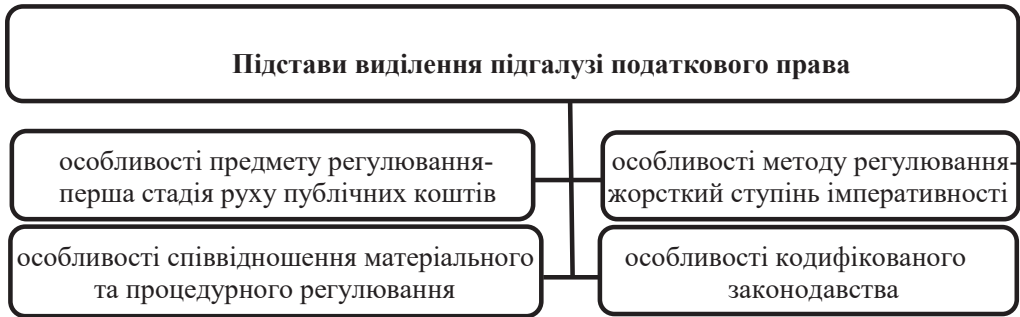 Підстави виділення підгалузі податкового права
особливості предмету регулювання-
перша стадія руху публічних коштів
особливості методу регулювання-
жорсткий ступінь імперативності
особливості співвідношення матеріального
та процедурного регулювання
особливості кодифікованого
законодавства